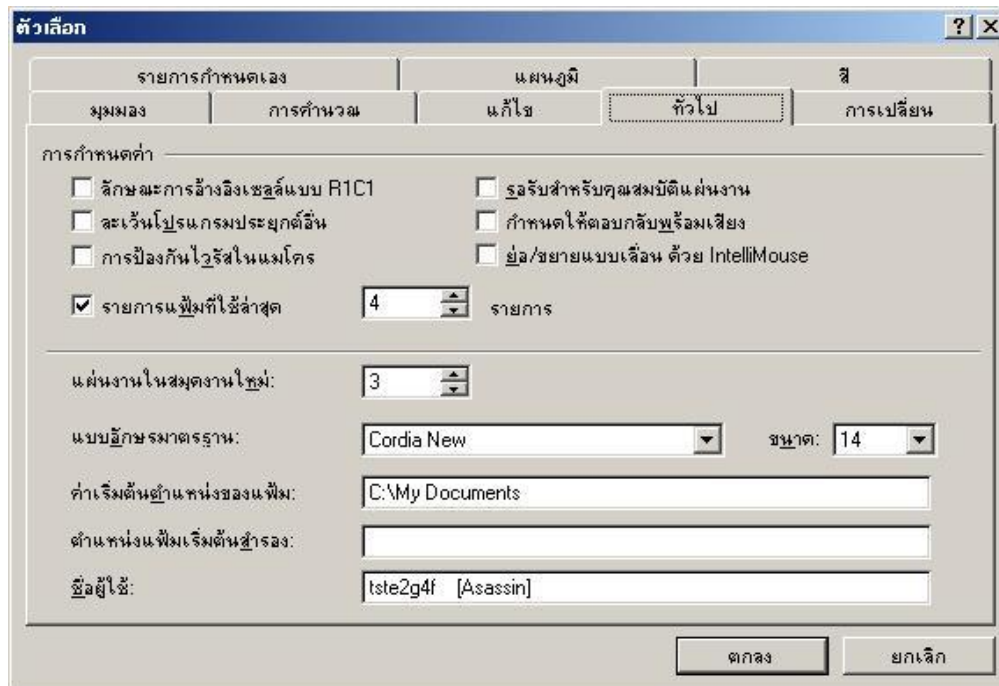 ตัวเลือก
รายการกำหนดเอง แผนภูมิ สี
มุมมอง การคำนวณ แก้ไข ทั่วไป การเปลี่ยน
การกำหนดค่า
ลักษณะการอ้างอิงเซลล์แบบ R1C1 รอรับสำหรับคุณสมบัติแผ่นงาน
ละเว้นโปรแกรมประยุกต์อื่น กำหนดให้ตอบกลับพร้อมเสียง
การป้องกันไวรัสในแมโคร ย่อ/ขยายแบบเลื่อน ด้วย IntelliMouse
รายการแฟ้มที่ใช้ล่าสุด 4 รายการ
แผ่นงานในสมุดงานใหม่: 3
แบบอักษรมาตรฐาน: Cordia New ขนาด: 14
ค่าเริ่มต้นตำแหน่งของแฟ้ม: C:\My Documents
ตำแหน่งแฟ้มเริ่มต้นสำรอง:
ชื่อผู้ใช้: tste2g4f [Asassin]
ตกลง ยกเลิก